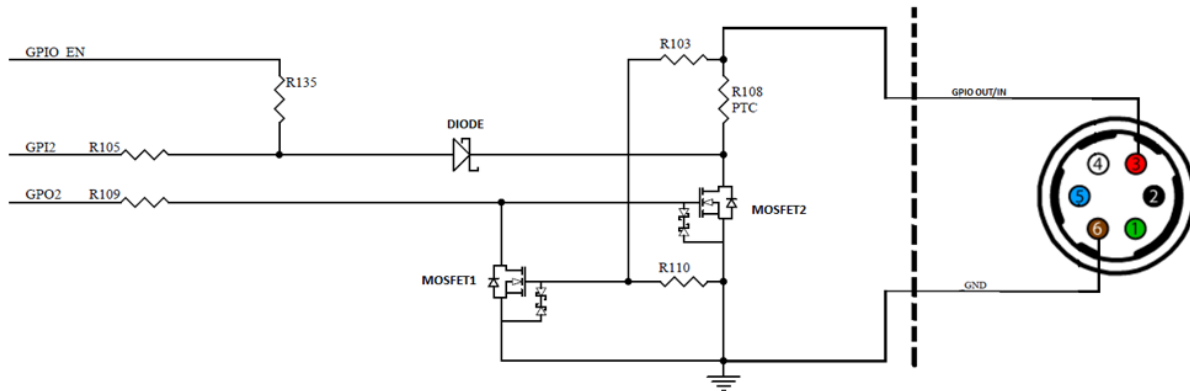 GPIO_EN
R135
GPI2
R105
GPO2
R109
DIODE
MOSFET1
R103
R108
PTC
MOSFET2
R110
GPIO OUT/IN
GND
4
3
5
2
6
1